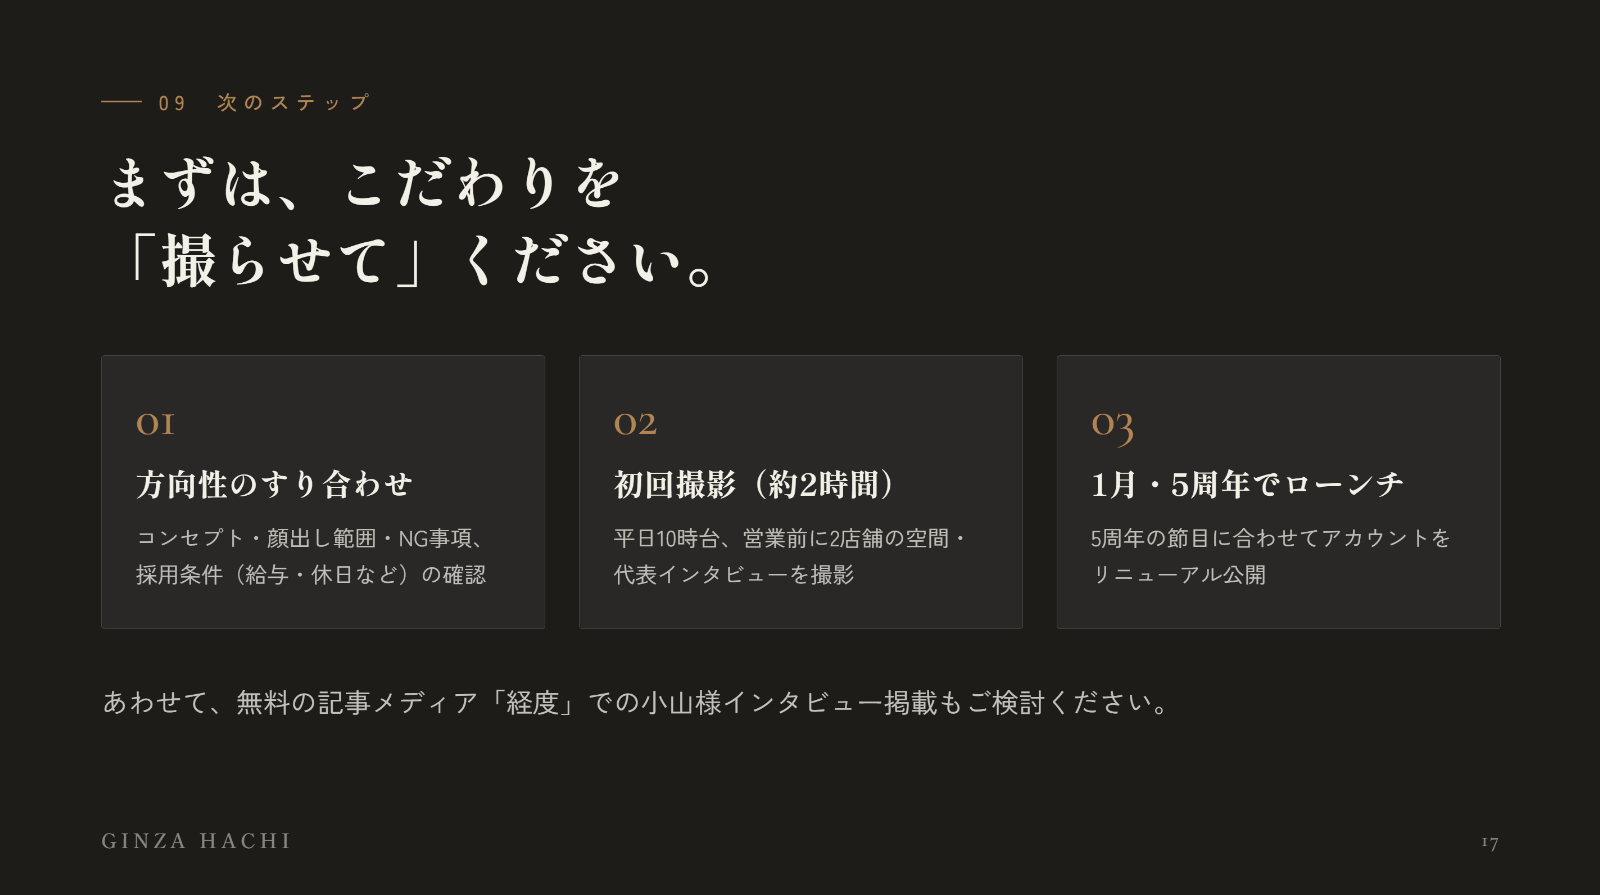 09 次のステップ
まずは、こだわりを
「撮らせて」ください。
01
方向性のすり合わせ
コンセプト・顔出し範囲・NG事項、
採用条件（給与・休日など）の確認
02
初回撮影（約2時間）
平日10時台、営業前に2店舗の空間・
代表インタビューを撮影
03
1月・5周年でローンチ
5周年の節目に合わせてアカウントを
リニューアル公開
あわせて、無料の記事メディア「経度」での小山様インタビュー掲載もご検討ください。
GINZA HACHI
17